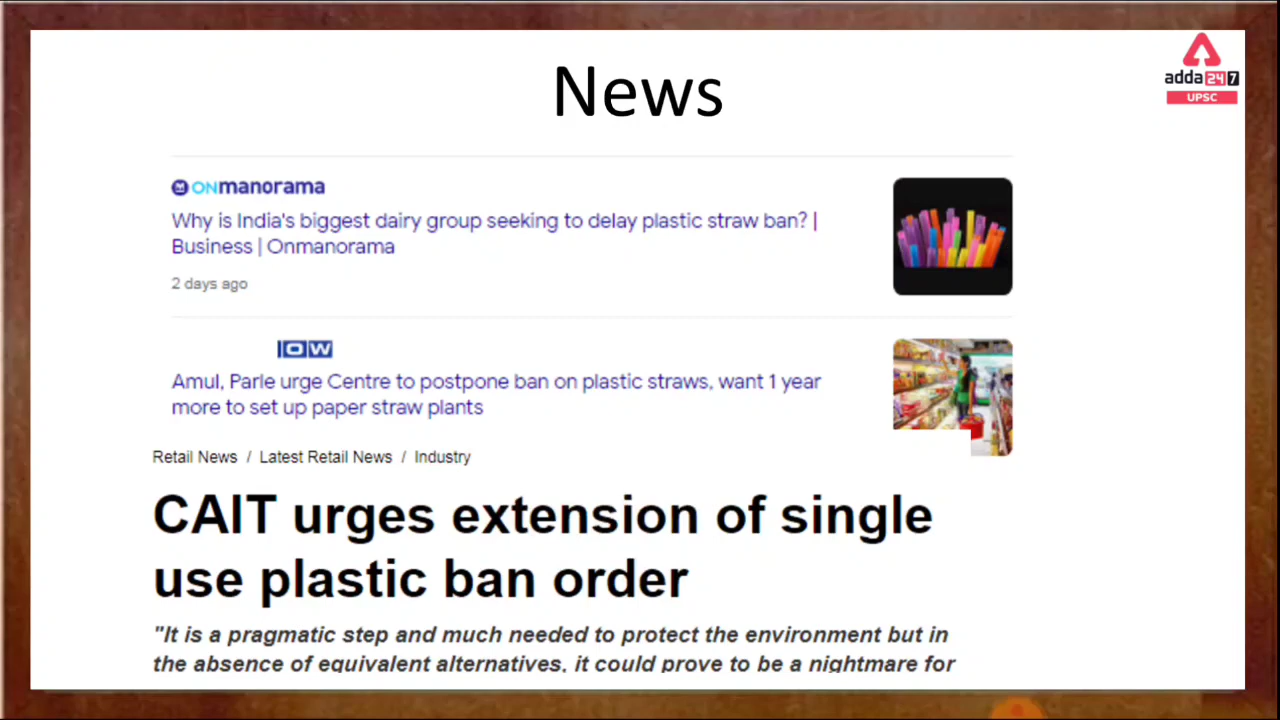 News
adda247
UPSC
ONmanorama
Why is India's biggest dairy group seeking to delay plastic straw ban? |
Business | Onmanorama
2 days ago
OW
Amul, Parle urge Centre to postpone ban on plastic straws, want 1 year
more to set up paper straw plants
Retail News / Latest Retail News / Industry
CAIT urges extension of single
use plastic ban order
"It is a pragmatic step and much needed to protect the environment but in
the absence of equivalent alternatives, it could prove to be a nightmare for